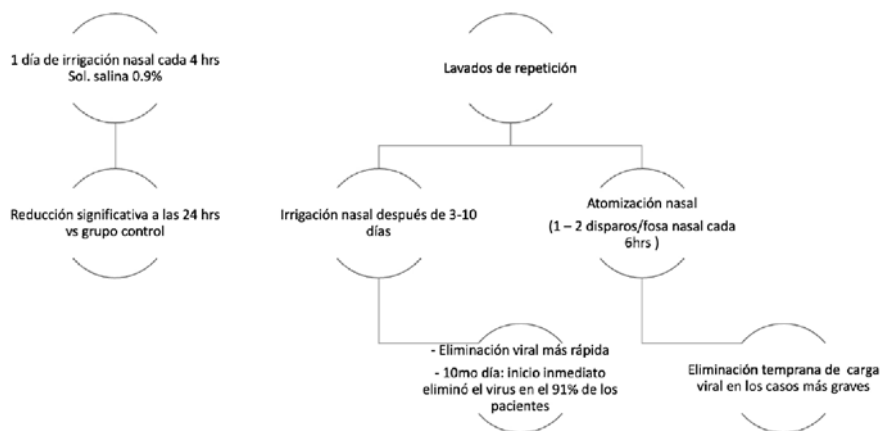 1 día de irrigación nasal cada 4 hrs
Sol. salina 0.9%
Lavados de repetición
Reducción significativa a las 24 hrs
vs grupo control
Irrigación nasal después de 3-10
días
Atomización nasal
(1 – 2 disparos/fosa nasal cada
6hrs )
- Eliminación viral más rápida
- 10mo día: inicio inmediato
eliminó el virus en el 91% de los
pacientes
Eliminación temprana de carga
viral en los casos más graves